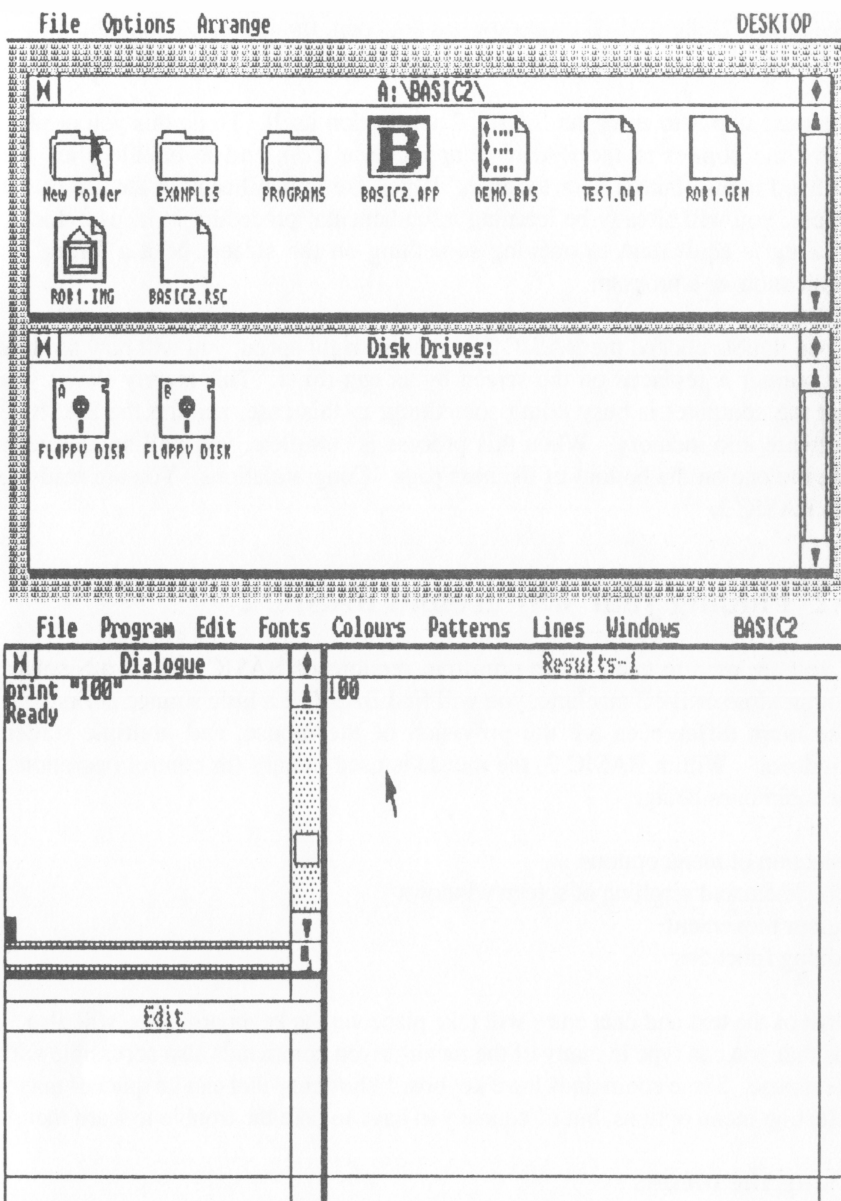 File Options Arrange DESKTOP
A:\BASIC2\
New Folder EXAMPLES PROGRAMS BASIC2.APP DEMO.BAS TEST.DAT ROB1.GEM
B
ROB1.IMG BASIC2.RSC
Disk Drives:
A B
FLOPPY DISK FLOPPY DISK
File Program Edit Fonts Colours Patterns Lines Windows BASIC2
Dialogue Results-1
print "100" 100
Ready
Edit